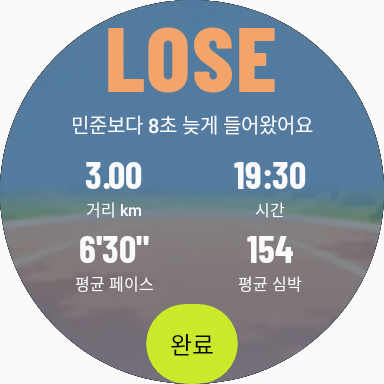 LOSE
민준보다 8초 늦게 들어왔어요
3.00 19:30
거리 km 시간
6'30" 154
평균 페이스 평균 심박
완료